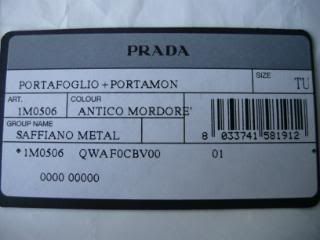 PRADA
PORTAFOGLIO+PORTAMON
SIZE
TU
ART.
COLOUR
1M0506
ANTICO MORDORE'
GROUP NAME
SAFFIANO METAL
8 033741 581912
*1M0506 QWAF0CBV00 01
0000 00000